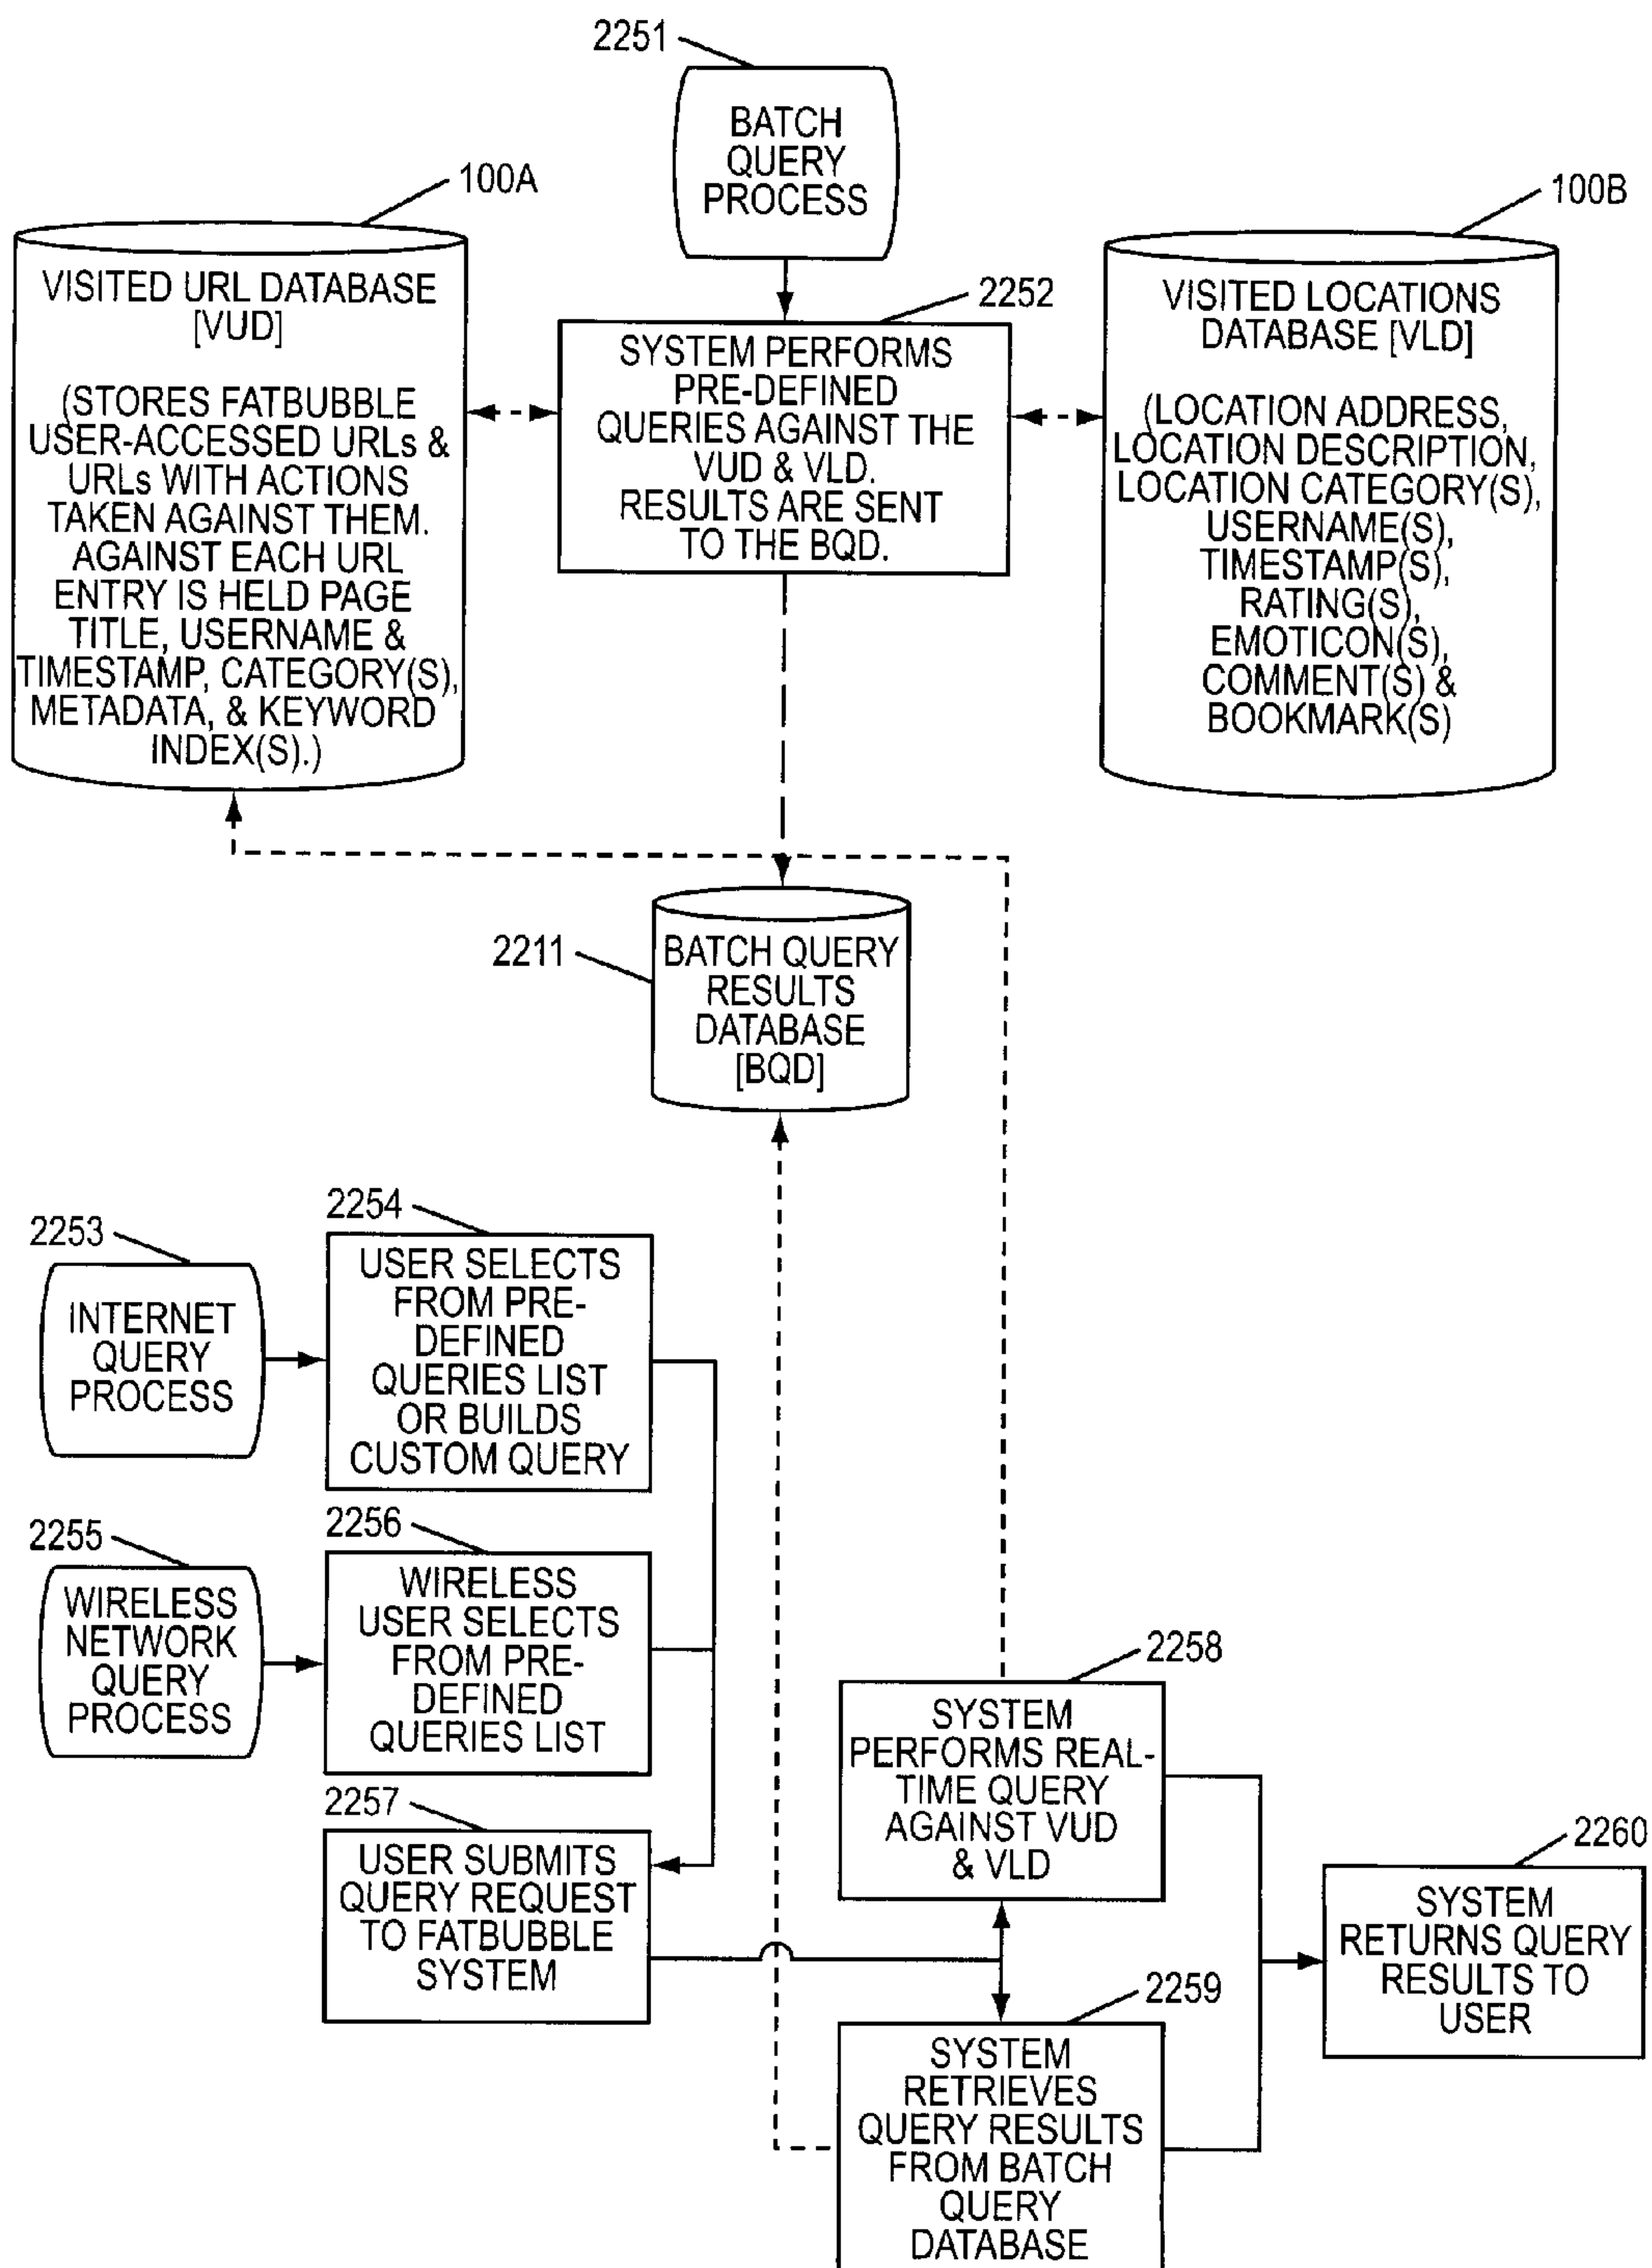 2251
BATCH
QUERY
PROCESS
100A
VISITED URL DATABASE
[VUD]
(STORES FATBUBBLE
USER-ACCESSED URLs &
URLs WITH ACTIONS
TAKEN AGAINST THEM.
AGAINST EACH URL
ENTRY IS HELD PAGE
TITLE, USERNAME &
TIMESTAMP, CATEGORY(S),
METADATA, & KEYWORD
INDEX(S).)
2252
SYSTEM PERFORMS
PRE-DEFINED
QUERIES AGAINST THE
VUD & VLD.
RESULTS ARE SENT
TO THE BQD.
100B
VISITED LOCATIONS
DATABASE [VLD]
(LOCATION ADDRESS,
LOCATION DESCRIPTION,
LOCATION CATEGORY(S),
USERNAME(S),
TIMESTAMP(S),
RATING(S),
EMOTICON(S),
COMMENT(S) &
BOOKMARK(S)
2211
BATCH QUERY
RESULTS
DATABASE
[BQD]
2253
INTERNET
QUERY
PROCESS
2254
USER SELECTS
FROM PRE-
DEFINED
QUERIES LIST
OR BUILDS
CUSTOM QUERY
2255
WIRELESS
NETWORK
QUERY
PROCESS
2256
WIRELESS
USER SELECTS
FROM PRE-
DEFINED
QUERIES LIST
2257
USER SUBMITS
QUERY REQUEST
TO FATBUBBLE
SYSTEM
2258
SYSTEM
PERFORMS REAL-
TIME QUERY
AGAINST VUD
& VLD
2259
SYSTEM
RETRIEVES
QUERY RESULTS
FROM BATCH
QUERY
DATABASE
2260
SYSTEM
RETURNS QUERY
RESULTS TO
USER